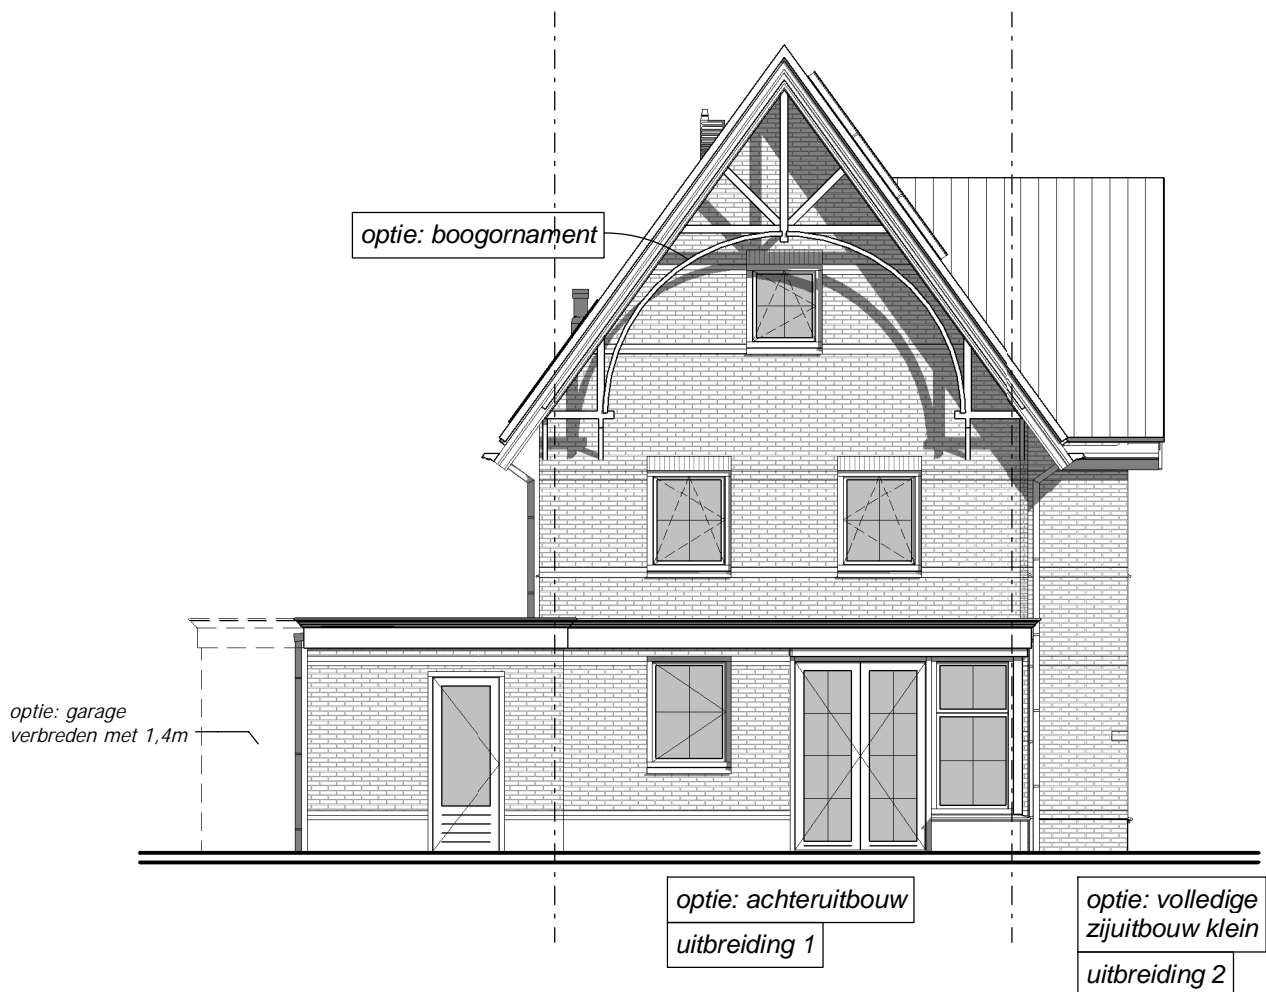 optie: boogornament
optie: garage
verbreden met 1,4m
optie: achteruitbouw
uitbreiding 1
optie: volledige
zijuitbouw klein
uitbreiding 2